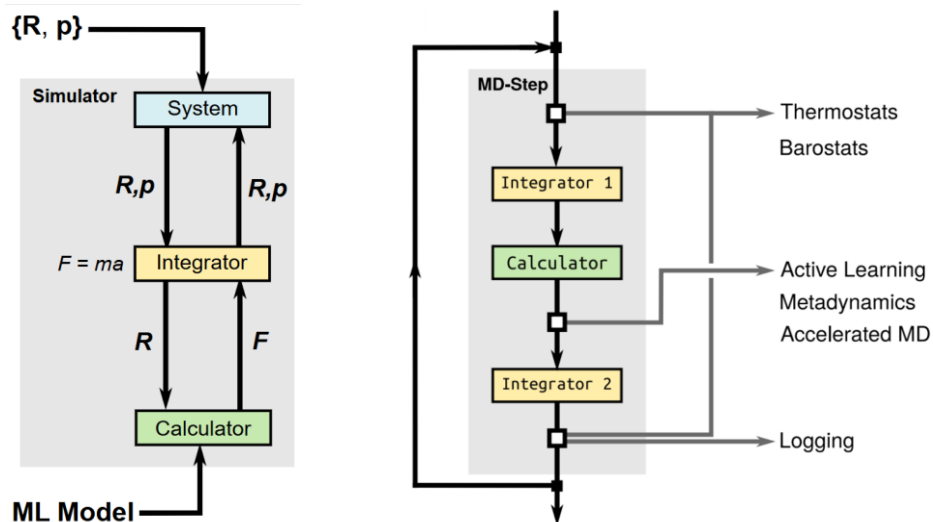 {R, p}
Simulator
System
R,p
R,p
F = ma
Integrator
R
F
Calculator
ML Model
MD-Step
Thermostats
Barostats
Integrator 1
Calculator
Active Learning
Metadynamics
Accelerated MD
Integrator 2
Logging